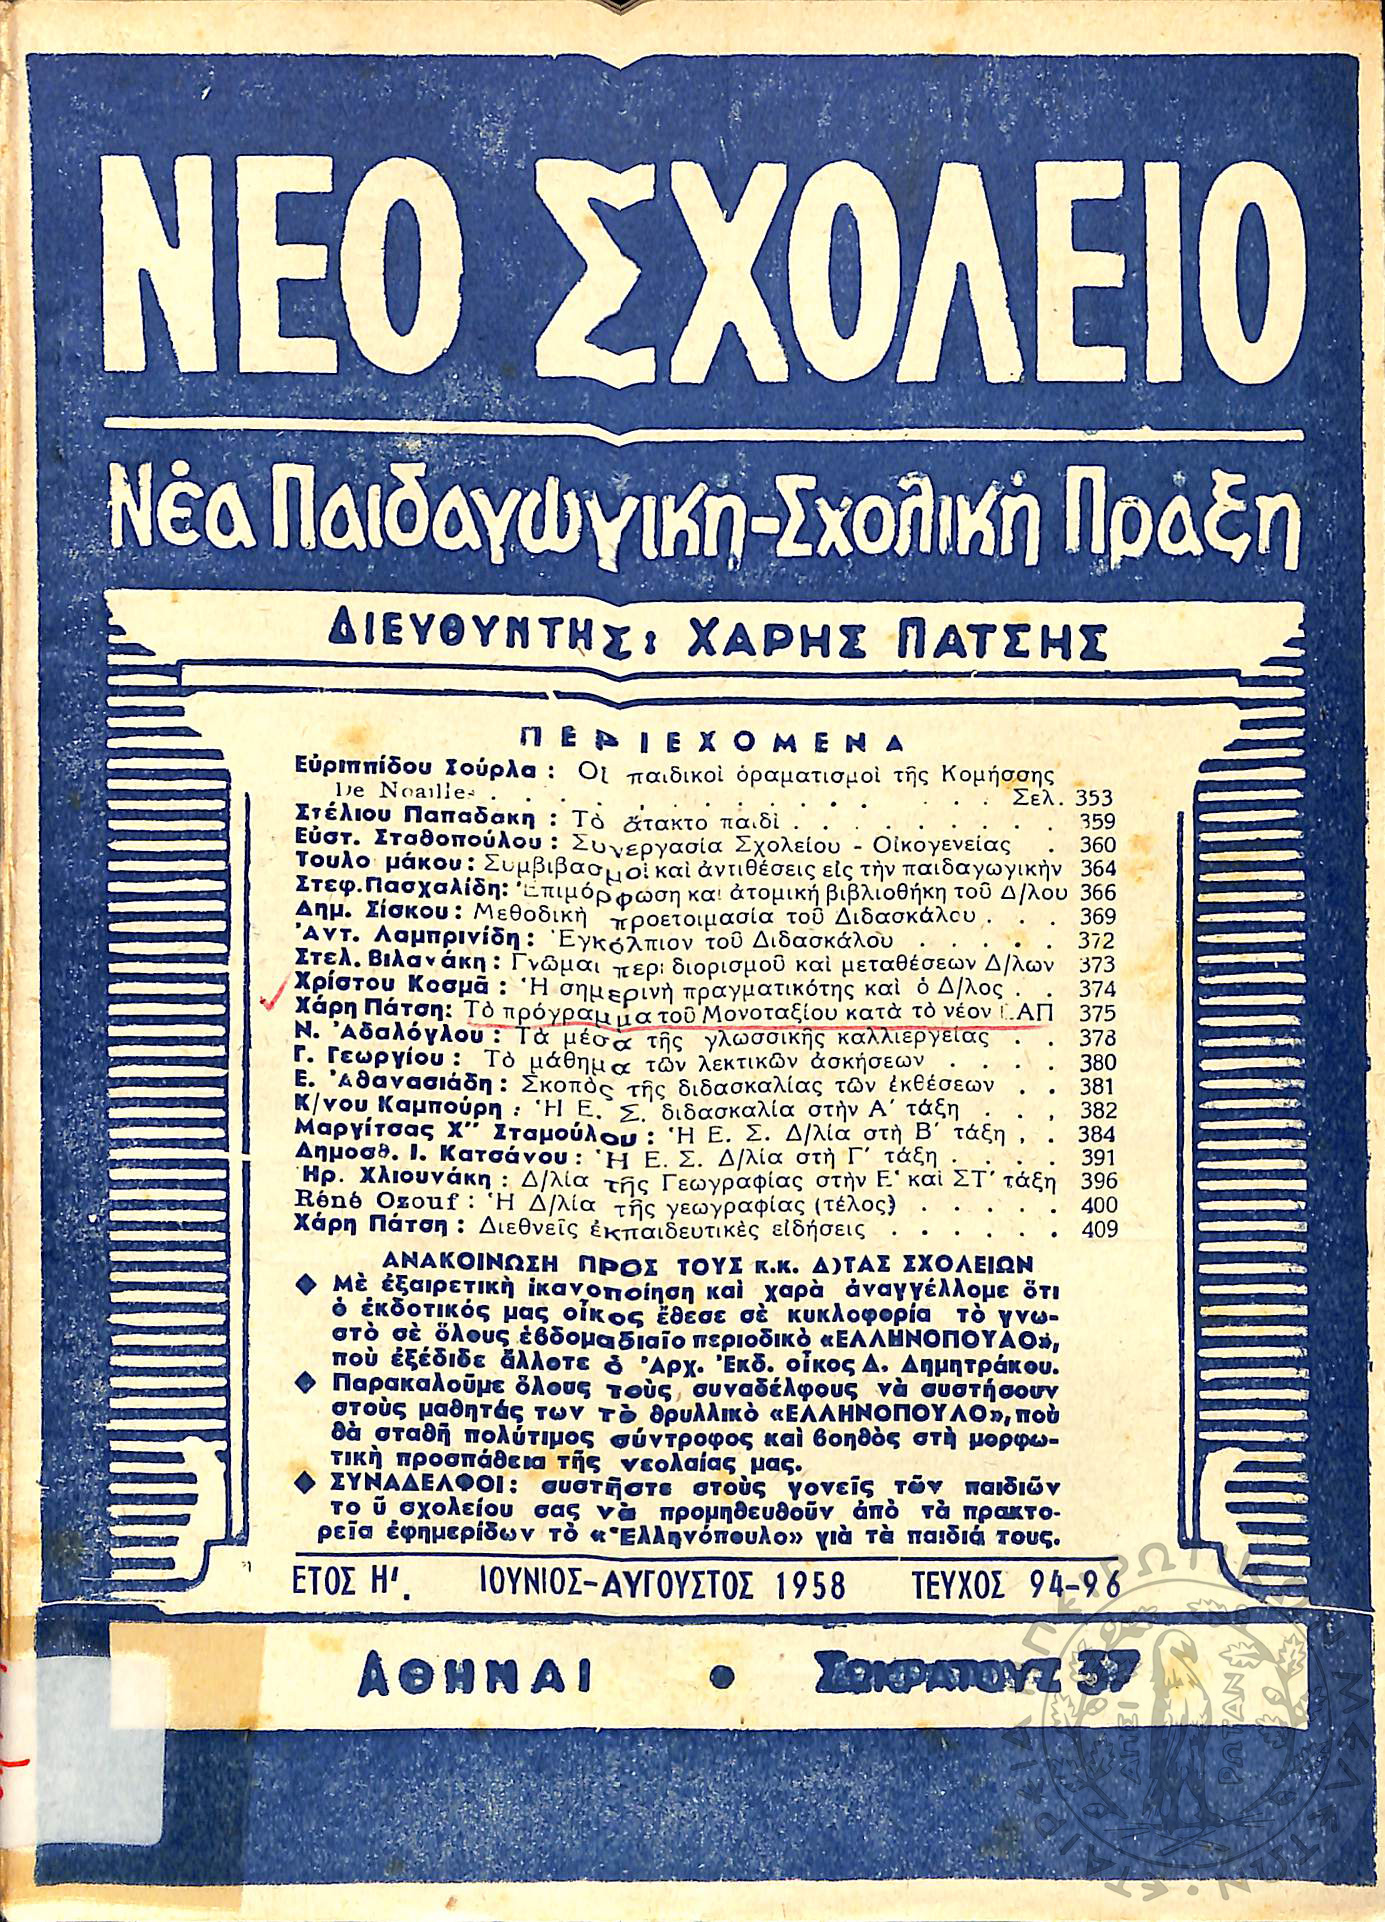 ΝΕΟ ΣΧΟΛΕΙΟ
Νέα Παιδαγωγικη-Σχολική Πράξη
ΔΙΕΥΘΥΝΤΗΣ: ΧΑΡΗΣ ΠΑΤΣΗΣ
ΠΕΡΙΕΧΟΜΕΝΑ
Εὐριππίδου Σούρλα : Οἱ παιδικοὶ ὁραματισμοὶ τῆς Κομήσσης
De Noailles . . . . . . . . . . . . . Σελ. 353
Στέλιου Παπαδάκη : Τὸ ἄτακτο παιδὶ . . . . . . . . . 359
Εὐστ. Σταθοπούλου : Συνεργασία Σχολείου - Οἰκογενείας . 360
Τουλο μάκου : Συμβιβασμοὶ καὶ ἀντιθέσεις εἰς τὴν παιδαγωγικὴν 364
Στεφ. Πασχαλίδη: Ἐπιμόρφωση καὶ ἀτομικὴ βιβλιοθήκη τοῦ Δ/λου 366
Δημ. Σίσκου : Μεθοδικὴ προετοιμασία τοῦ Διδασκάλου . . . 369
Ἀντ. Λαμπρινίδη : Ἐγκόλπιον τοῦ Διδασκάλου . . . . . 372
Στελ. Βιλανάκη : Γνῶμαι περὶ διορισμοῦ καὶ μεταθέσεων Δ/λων 373
Χρίστου Κοσμᾶ : Ἡ σημερινὴ πραγματικότης καὶ ὁ Δ/λος . . 374
Χάρη Πάτση: Τὸ πρόγραμμα τοῦ Μονοταξίου κατὰ τὸ νέον ΑΠ 375
Ν. Ἀδαλόγλου : Τὰ μέσα τῆς γλωσσικῆς καλλιεργείας . . 378
Γ. Γεωργίου : Τὸ μάθημα τῶν λεκτικῶν ἀσκήσεων . . . . 380
Ε. Ἀθανασιάδη : Σκοπὸς τῆς διδασκαλίας τῶν ἐκθέσεων . . 381
Κ/νου Καμπούρη : Ἡ Ε. Σ. διδασκαλία στὴν Α΄ τάξη . . , 382
Μαργίτσας Χ″ Σταμούλου : Ἡ Ε. Σ. Δ/λία στὴ Β΄ τάξη , . 384
Δημοσθ. Ι. Κατσάνου : Ἡ Ε. Σ. Δ/λία στὴ Γ΄ τάξη . . . . 391
Ἡρ. Χλιουνάκη : Δ/λία τῆς Γεωγραφίας στὴν Ε΄ καὶ ΣΤ΄ τάξη 396
Réné Ozouf : Ἡ Δ/λία τῆς γεωγραφίας (τέλος) . . . . . 400
Χάρη Πάτση : Διεθνεῖς ἐκπαιδευτικὲς εἰδήσεις . . . . . . 409
ΑΝΑΚΟΙΝΩΣΗ ΠΡΟΣ ΤΟΥΣ κ.κ. Δ)ΤΑΣ ΣΧΟΛΕΙΩΝ
◆ Μὲ ἐξαιρετικὴ ἱκανοποίηση καὶ χαρὰ ἀναγγέλλομε ὅτι
ὁ ἐκδοτικός μας οἶκος ἔθεσε σὲ κυκλοφορία τὸ γνω-
στὸ σὲ ὅλους ἑβδομαδιαῖο περιοδικὸ «ΕΛΛΗΝΟΠΟΥΛΟ»,
ποὺ ἐξέδιδε ἄλλοτε ὁ Ἀρχ. Ἐκδ. οἶκος Δ. Δημητράκου.
◆ Παρακαλοῦμε ὅλους τοὺς συναδέλφους νὰ συστήσουν
στοὺς μαθητάς των τὸ θρυλλικὸ «ΕΛΛΗΝΟΠΟΥΛΟ», ποὺ
θὰ σταθῆ πολύτιμος σύντροφος καὶ βοηθὸς στὴ μορφω-
τικὴ προσπάθεια τῆς νεολαίας μας.
◆ ΣΥΝΑΔΕΛΦΟΙ: συστῆστε στοὺς γονεῖς τῶν παιδιῶν
το ῦ σχολείου σας νὰ προμηθευθοῦν ἀπὸ τὰ πρακτο-
ρεῖα ἐφημερίδων τὸ «Ἑλληνόπουλο» γιὰ τὰ παιδιά τους.
ΕΤΟΣ Η΄. ΙΟΥΝΙΟΣ-ΑΥΓΟΥΣΤΟΣ 1958 ΤΕΥΧΟΣ 94-96
ΑΘΗΝΑΙ • ΣΩΚΡΑΤΟΥΣ 37